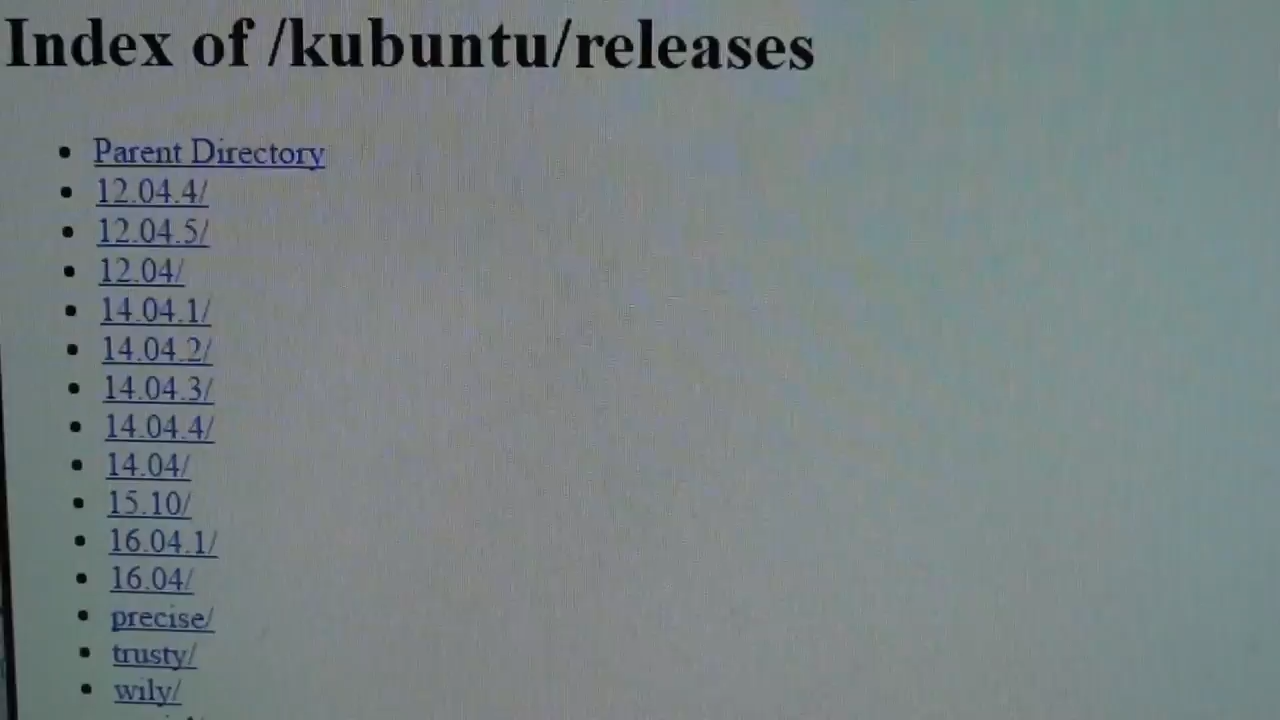 Index of /kubuntu/releases
Parent Directory
12.04.4/
12.04.5/
12.04/
14.04.1/
14.04.2/
14.04.3/
14.04.4/
14.04/
15.10/
16.04.1/
16.04/
precise/
trusty/
wily/